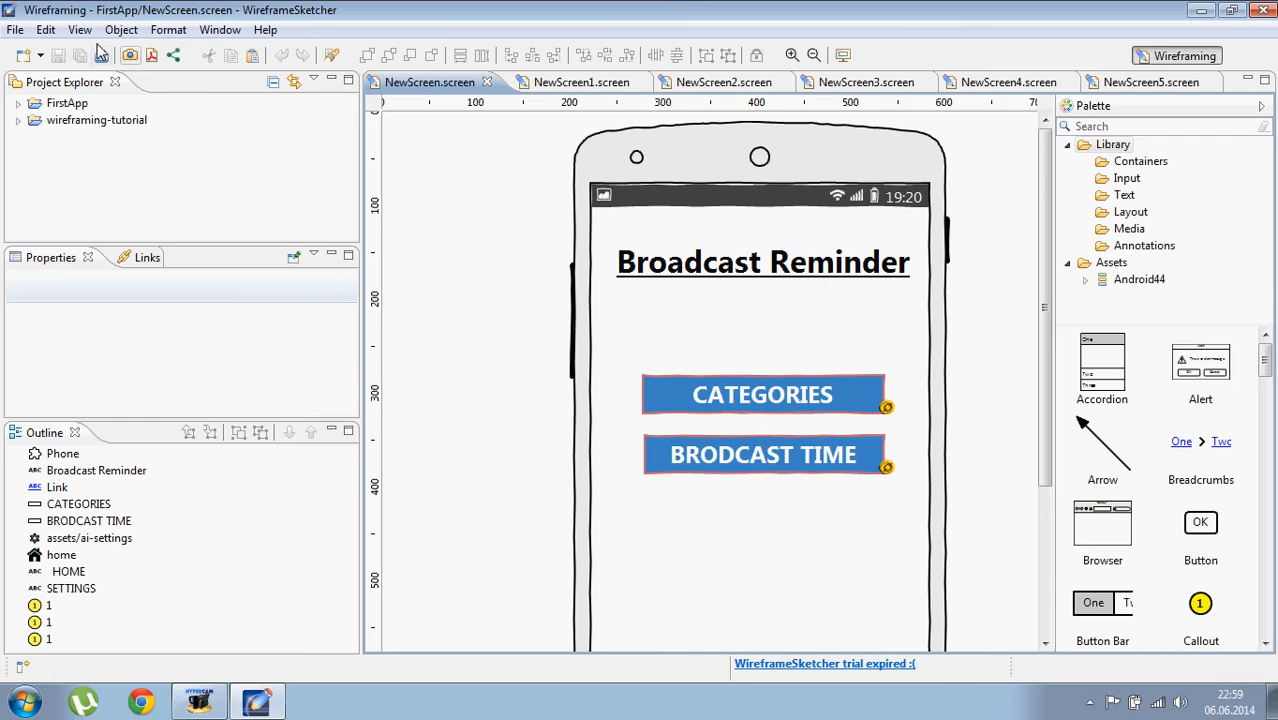 Wireframing - FirstApp/NewScreen.screen - WireframeSketcher
File Edit View Object Format Window Help
Wireframing
Project Explorer
FirstApp
wireframing-tutorial
Properties Links
Outline
Phone
Broadcast Reminder
Link
CATEGORIES
BRODCAST TIME
assets/ai-settings
home
HOME
SETTINGS
1
1
1
NewScreen.screen NewScreen1.screen NewScreen2.screen NewScreen3.screen NewScreen4.screen NewScreen5.screen
0 100 200 300 400 500 600
100
200
300
400
500
19:20
Broadcast Reminder
CATEGORIES
BRODCAST TIME
Palette
Search
Library
Containers
Input
Text
Layout
Media
Annotations
Assets
Android44
One
Two
Accordion
Alert
One > Two
Arrow
Breadcrumbs
OK
Browser
Button
One
1
Button Bar
Callout
WireframeSketcher trial expired :(
HYPERCAM
22:59
06.06.2014